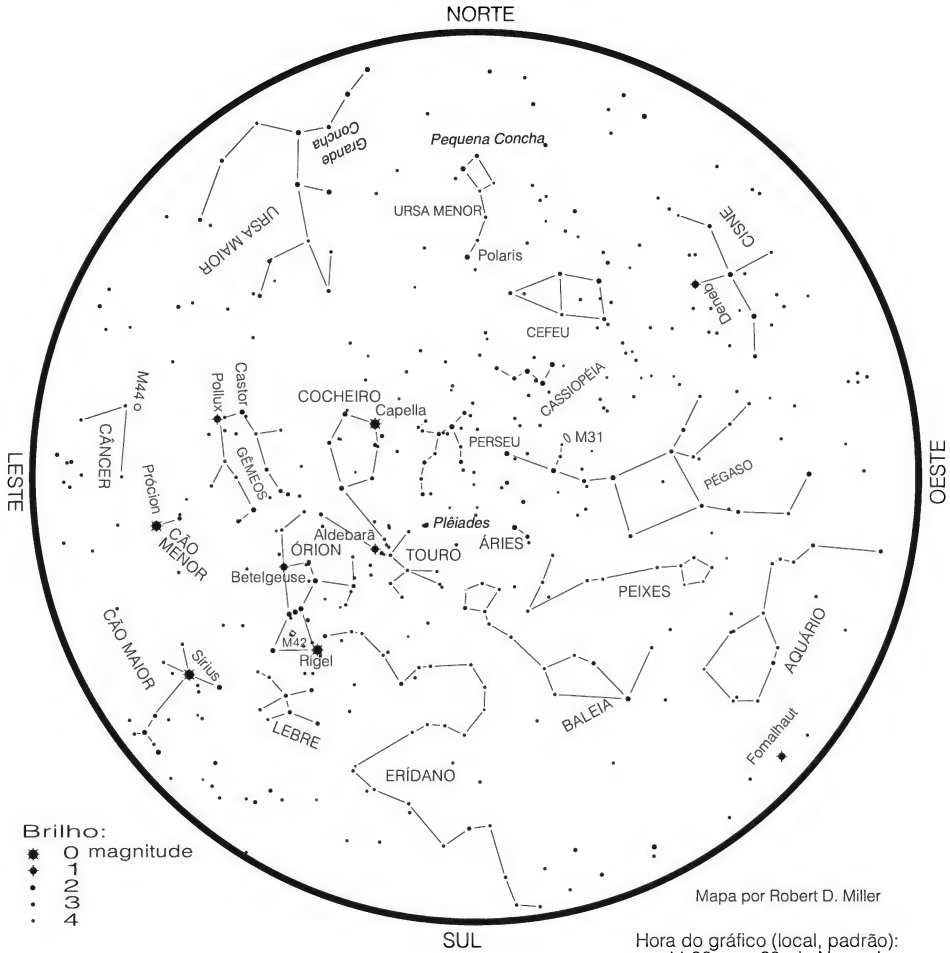 NORTE
Grande
Concha
Pequena Concha
URSA MENOR
URSA MAIOR
Polaris
CISNE
Deneb
CEFEU
CASSIOPÉIA
M44
Pollux
Castor
COCHEIRO
Capella
PERSEU
M31
CÂNCER
GÊMEOS
PÉGASO
LESTE
OESTE
Prócion
CÃO
MENOR
Plêiades
Aldebarã
ÁRIES
ÓRION
TOURO
Betelgeuse
PEIXES
AQUÁRIO
CÃO MAIOR
Sírius
M42
Rigel
LEBRE
BALEIA
Fomalhaut
ERÍDANO
Brilho:
0 magnitude
1
2
3
4
Mapa por Robert D. Miller
SUL
Hora do gráfico (local, padrão):